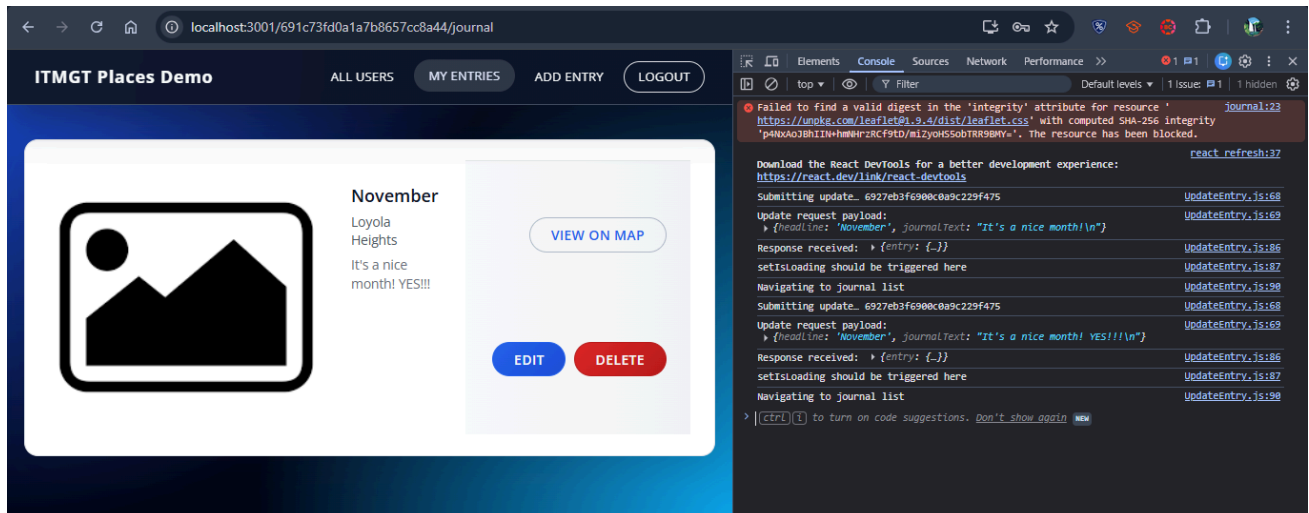 localhost:3001/691c73fd0a1a7b8657cc8a44/journal
ITMGT Places Demo
ALL USERS
MY ENTRIES
ADD ENTRY
LOGOUT
November
Loyola
Heights
It's a nice
month! YES!!!
VIEW ON MAP
EDIT
DELETE
Elements
Console
Sources
Network
Performance
1
1
top
Filter
Default levels
1 Issue:
1
1 hidden
Failed to find a valid digest in the 'integrity' attribute for resource ' journal:23
https://unpkg.com/leaflet@1.9.4/dist/leaflet.css' with computed SHA-256 integrity
'p4NxAoJBhIIN+hmNHrzRCf9tD/miZyoHS5obTRR9BMY='. The resource has been blocked.
react refresh:37
Download the React DevTools for a better development experience:
https://react.dev/link/react-devtools
Submitting update… 6927eb3f6900c0a9c229f475 UpdateEntry.js:68
Update request payload: UpdateEntry.js:69
{headline: 'November', journalText: "It's a nice month!\n"}
Response received: {entry: {…}} UpdateEntry.js:86
setIsLoading should be triggered here UpdateEntry.js:87
Navigating to journal list UpdateEntry.js:90
Submitting update… 6927eb3f6900c0a9c229f475 UpdateEntry.js:68
Update request payload: UpdateEntry.js:69
{headline: 'November', journalText: "It's a nice month! YES!!!\n"}
Response received: {entry: {…}} UpdateEntry.js:86
setIsLoading should be triggered here UpdateEntry.js:87
Navigating to journal list UpdateEntry.js:90
ctrl i to turn on code suggestions. Don't show again NEW